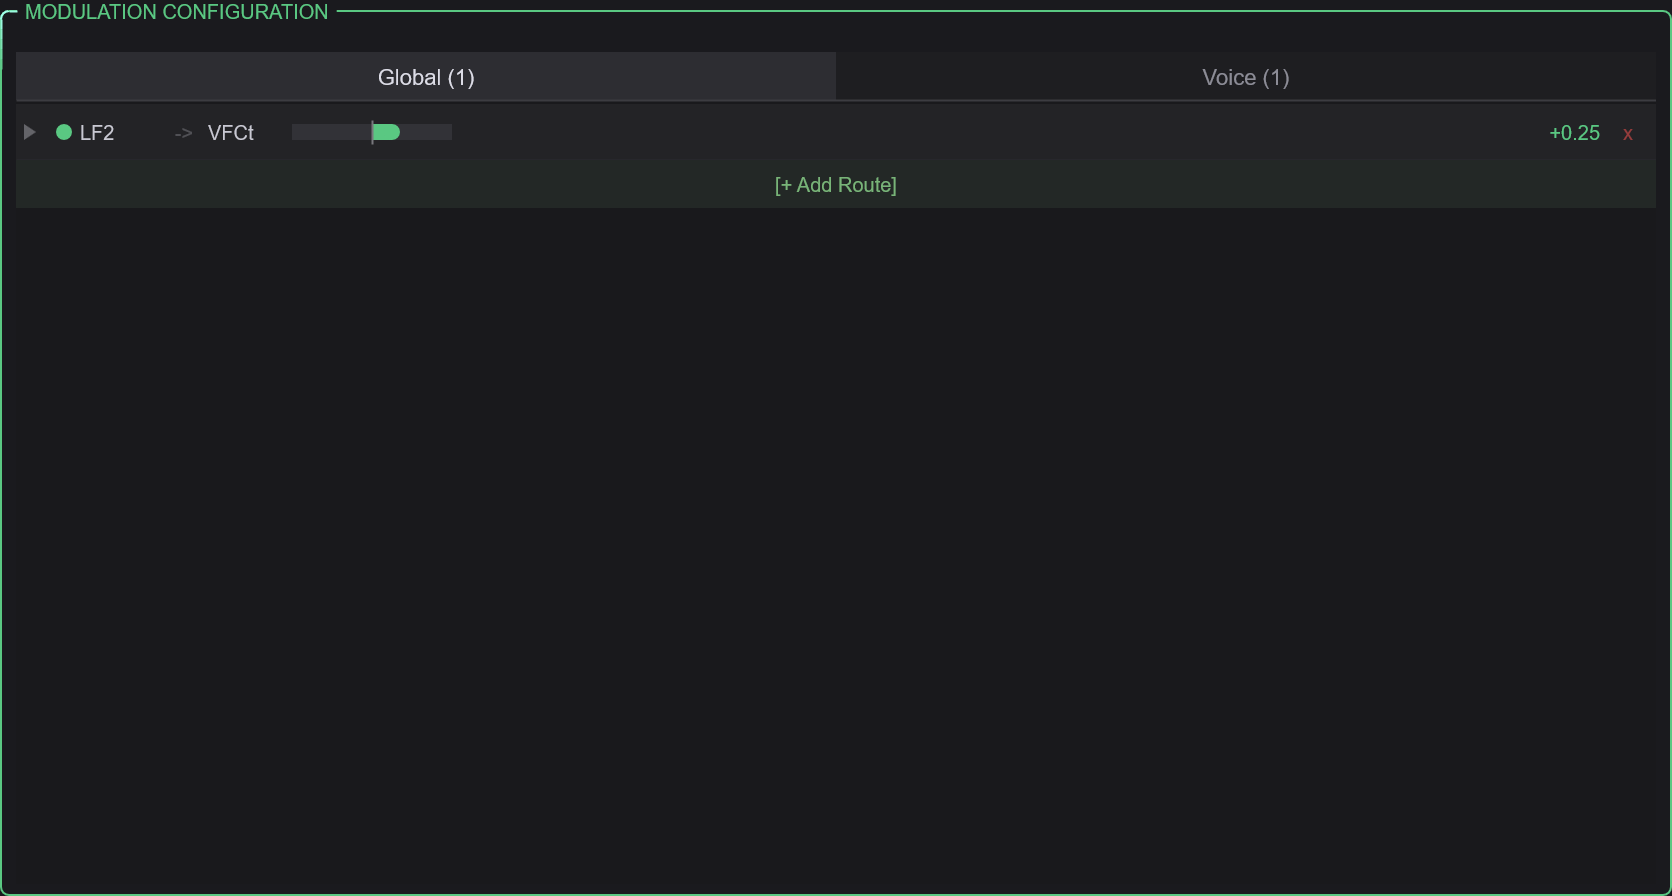 MODULATION CONFIGURATION
Global (1) Voice (1)
LF2 -> VFCt +0.25 x
[+ Add Route]